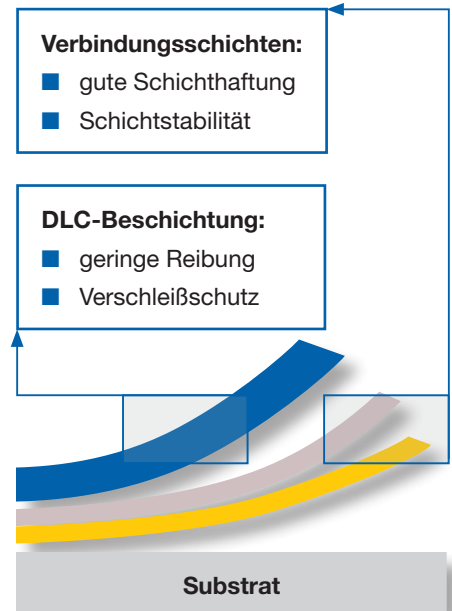 Verbindungsschichten:
■ gute Schichthaftung
■ Schichtstabilität
DLC-Beschichtung:
■ geringe Reibung
■ Verschleißschutz
Substrat